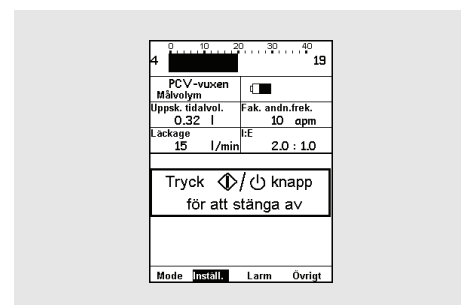 0 10 20 30 40
4 19
PCV-vuxen
Målvolym
Uppsk. tidalvol. Fak. andn.frek.
0.32 l 10 apm
Läckage I:E
15 l/min 2.0 : 1.0
Tryck / knapp
för att stänga av
Mode Install. Larm Övrigt